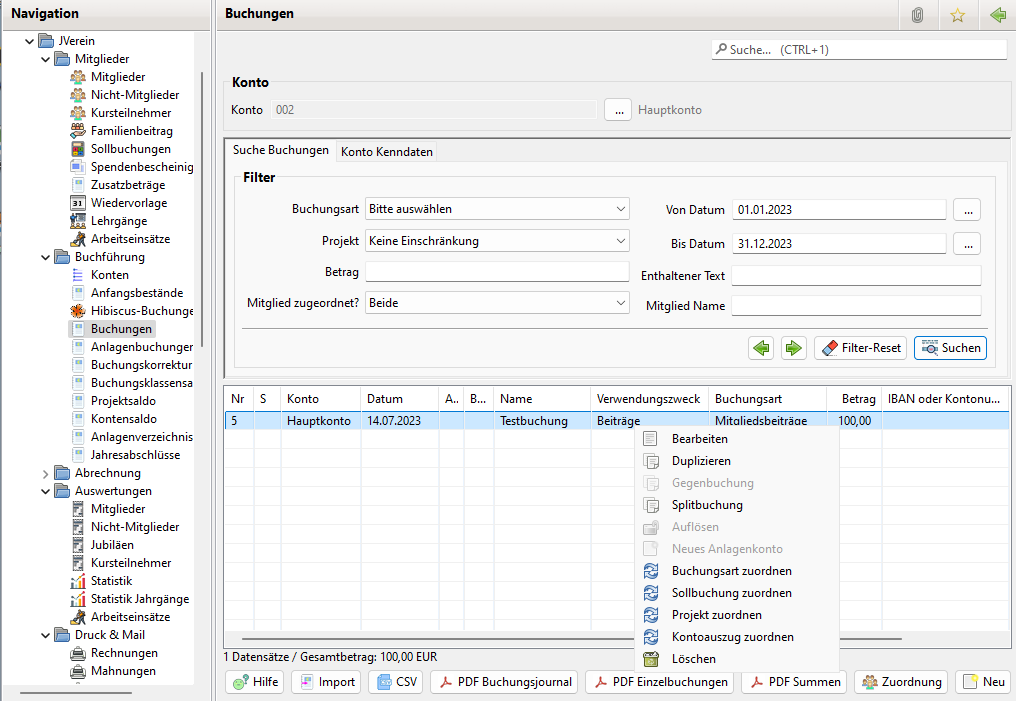 Navigation
JVerein
Mitglieder
Mitglieder
Nicht-Mitglieder
Kursteilnehmer
Familienbeitrag
Sollbuchungen
Spendenbescheinig
Zusatzbeträge
Wiedervorlage
Lehrgänge
Arbeitseinsätze
Buchführung
Konten
Anfangsbestände
Hibiscus-Buchunge
Buchungen
Anlagenbuchunger
Buchungskorrektur
Buchungsklassensa
Projektsaldo
Kontensaldo
Anlagenverzeichnis
Jahresabschlüsse
Abrechnung
Auswertungen
Mitglieder
Nicht-Mitglieder
Jubiläen
Kursteilnehmer
Statistik
Statistik Jahrgänge
Arbeitseinsätze
Druck & Mail
Rechnungen
Mahnungen
Buchungen
Suche... (CTRL+1)
Konto
Konto 002 ... Hauptkonto
Suche Buchungen Konto Kenndaten
Filter
Buchungsart Bitte auswählen Von Datum 01.01.2023 ...
Projekt Keine Einschränkung Bis Datum 31.12.2023 ...
Betrag Enthaltener Text
Mitglied zugeordnet? Beide Mitglied Name
Filter-Reset Suchen
Nr S Konto Datum A.. B... Name Verwendungszweck Buchungsart Betrag IBAN oder Kontonu...
5 Hauptkonto 14.07.2023 Testbuchung Beiträge Mitgliedsbeiträge 100,00
Bearbeiten
Duplizieren
Gegenbuchung
Splitbuchung
Auflösen
Neues Anlagenkonto
Buchungsart zuordnen
Sollbuchung zuordnen
Projekt zuordnen
Kontoauszug zuordnen
Löschen
1 Datensätze / Gesamtbetrag: 100,00 EUR
Hilfe Import CSV PDF Buchungsjournal PDF Einzelbuchungen PDF Summen Zuordnung Neu